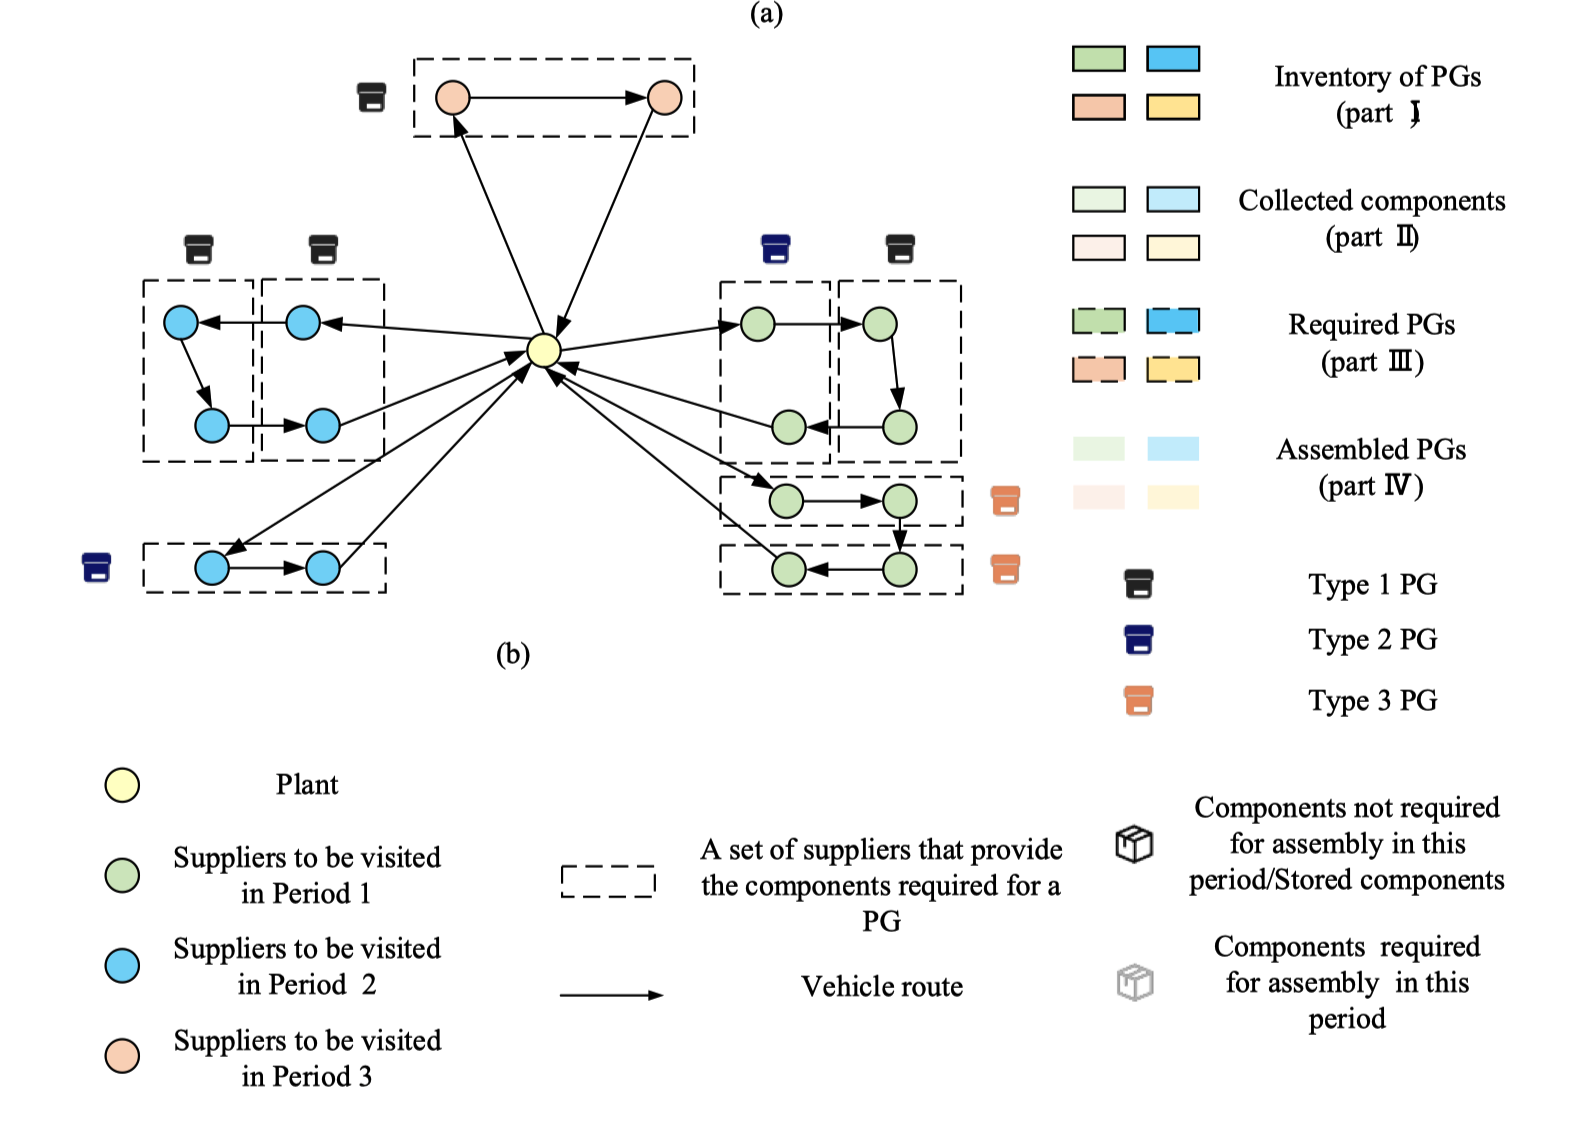 (a)
Inventory of PGs
(part I)
Collected components
(part II)
Required PGs
(part III)
Assembled PGs
(part IV)
Type 1 PG
(b)
Type 2 PG
Type 3 PG
Plant
Suppliers to be visited
in Period 1
Suppliers to be visited
in Period 2
Suppliers to be visited
in Period 3
A set of suppliers that provide
the components required for a
PG
Vehicle route
Components not required
for assembly in this
period/Stored components
Components required
for assembly in this
period